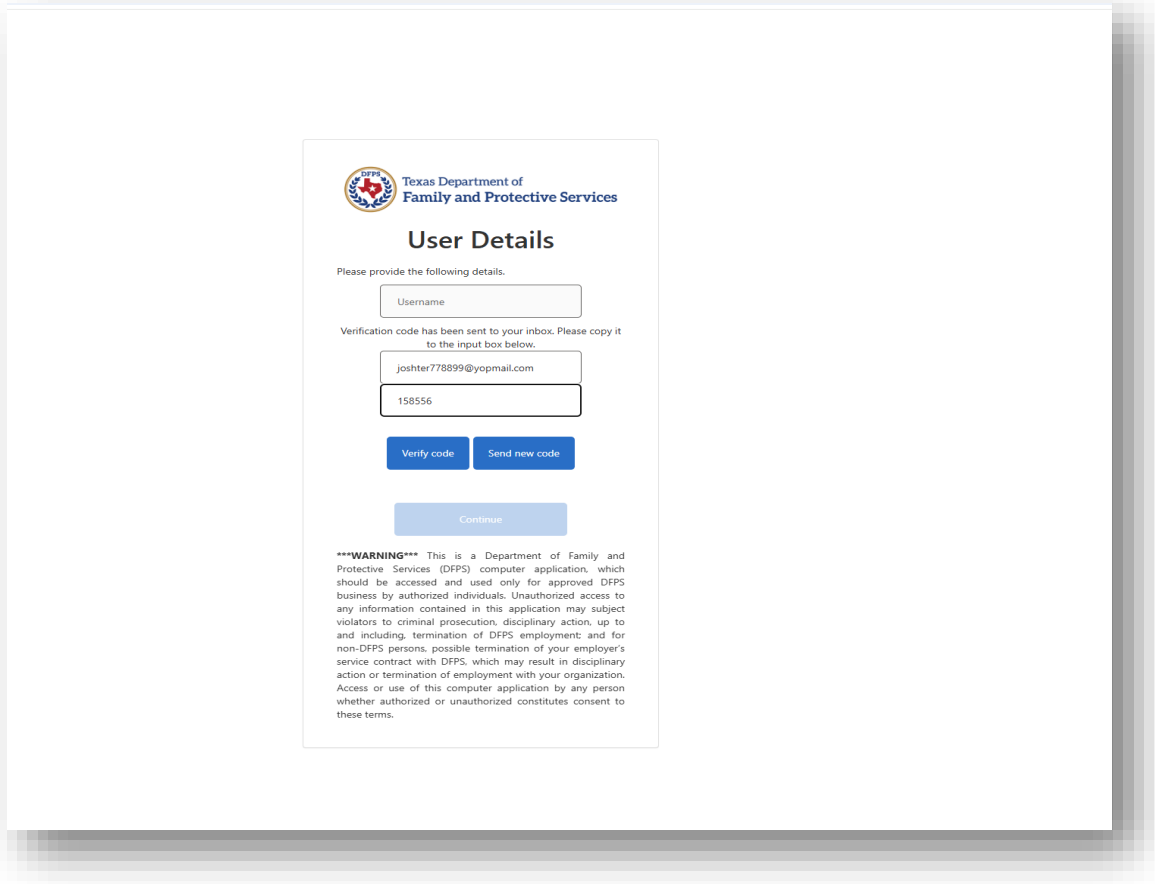 DFPS
Texas Department of
Family and Protective Services
User Details
Please provide the following details.
Username
Verification code has been sent to your inbox. Please copy it
to the input box below.
joshter778899@yopmail.com
158556
Verify code Send new code
Continue
***WARNING*** This is a Department of Family and
Protective Services (DFPS) computer application, which
should be accessed and used only for approved DFPS
business by authorized individuals. Unauthorized access to
any information contained in this application may subject
violators to criminal prosecution, disciplinary action, up to
and including, termination of DFPS employment; and for
non-DFPS persons, possible termination of your employer's
service contract with DFPS, which may result in disciplinary
action or termination of employment with your organization.
Access or use of this computer application by any person
whether authorized or unauthorized constitutes consent to
these terms.